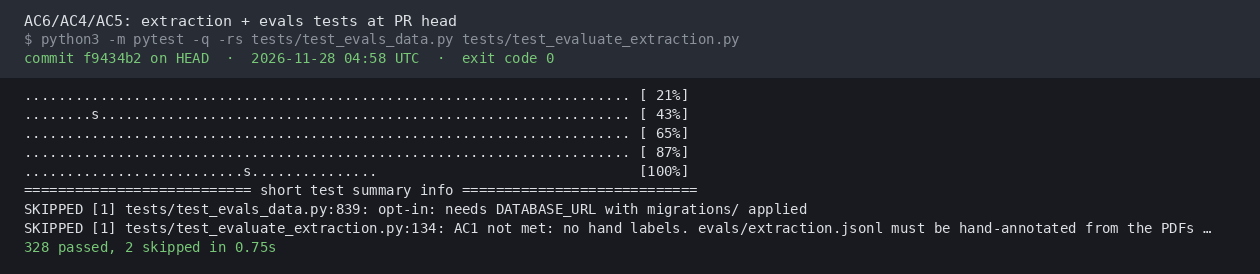 AC6/AC4/AC5: extraction + evals tests at PR head
$ python3 -m pytest -q -rs tests/test_evals_data.py tests/test_evaluate_extraction.py
commit f9434b2 on HEAD · 2026-11-28 04:58 UTC · exit code 0
........................................................................ [ 21%]
........s............................................................... [ 43%]
........................................................................ [ 65%]
........................................................................ [ 87%]
..........................s............... [100%]
=========================== short test summary info ============================
SKIPPED [1] tests/test_evals_data.py:839: opt-in: needs DATABASE_URL with migrations/ applied
SKIPPED [1] tests/test_evaluate_extraction.py:134: AC1 not met: no hand labels. evals/extraction.jsonl must be hand-annotated from the PDFs …
328 passed, 2 skipped in 0.75s